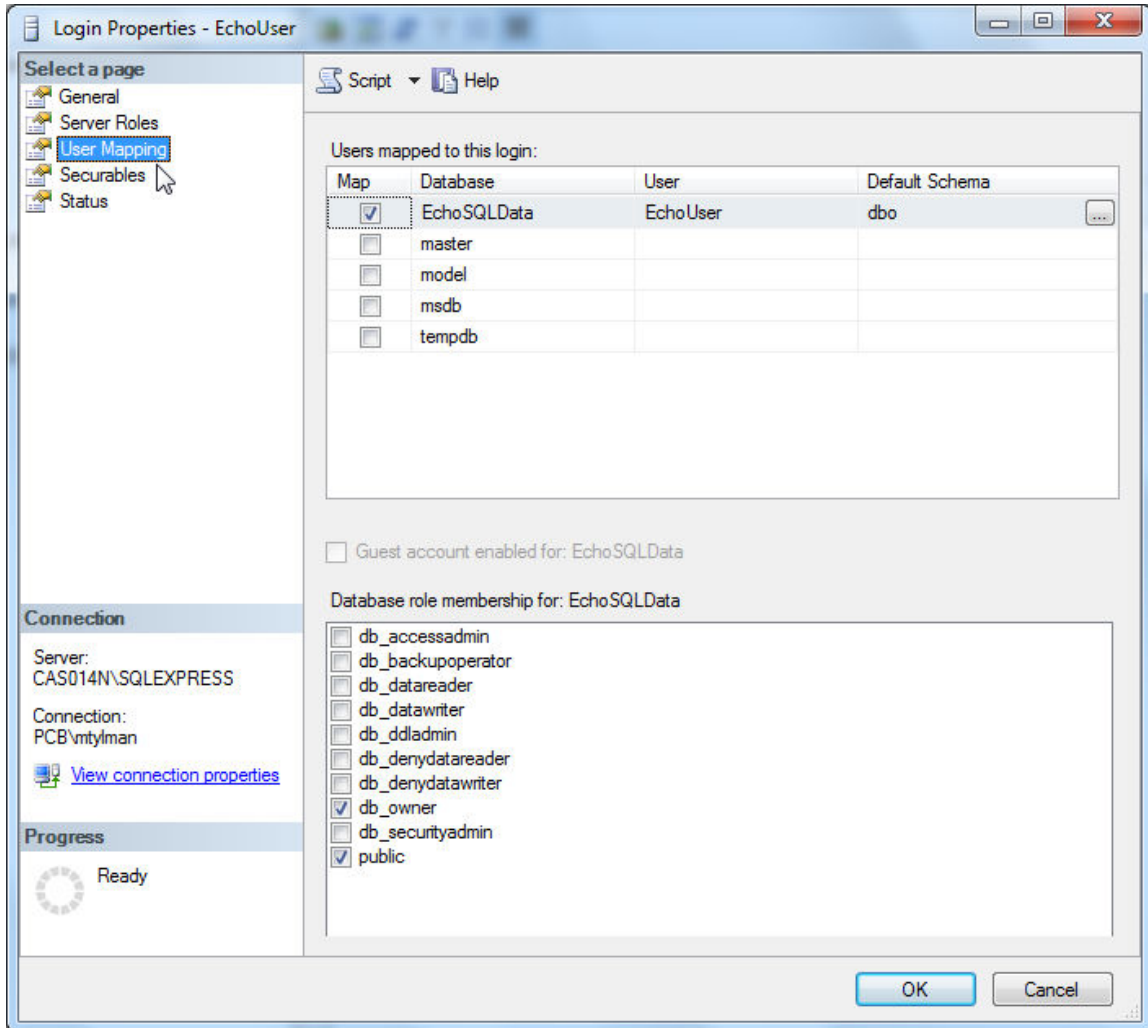 Login Properties - EchoUser
Select a page
General
Server Roles
User Mapping
Securables
Status
Script
Help
Users mapped to this login:
Map Database User Default Schema
EchoSQLData EchoUser dbo ...
master
model
msdb
tempdb
Guest account enabled for: EchoSQLData
Database role membership for: EchoSQLData
db_accessadmin
db_backupoperator
db_datareader
db_datawriter
db_ddladmin
db_denydatareader
db_denydatawriter
db_owner
db_securityadmin
public
Connection
Server:
CAS014N\SQLEXPRESS
Connection:
PCB\mtylman
View connection properties
Progress
Ready
OK
Cancel